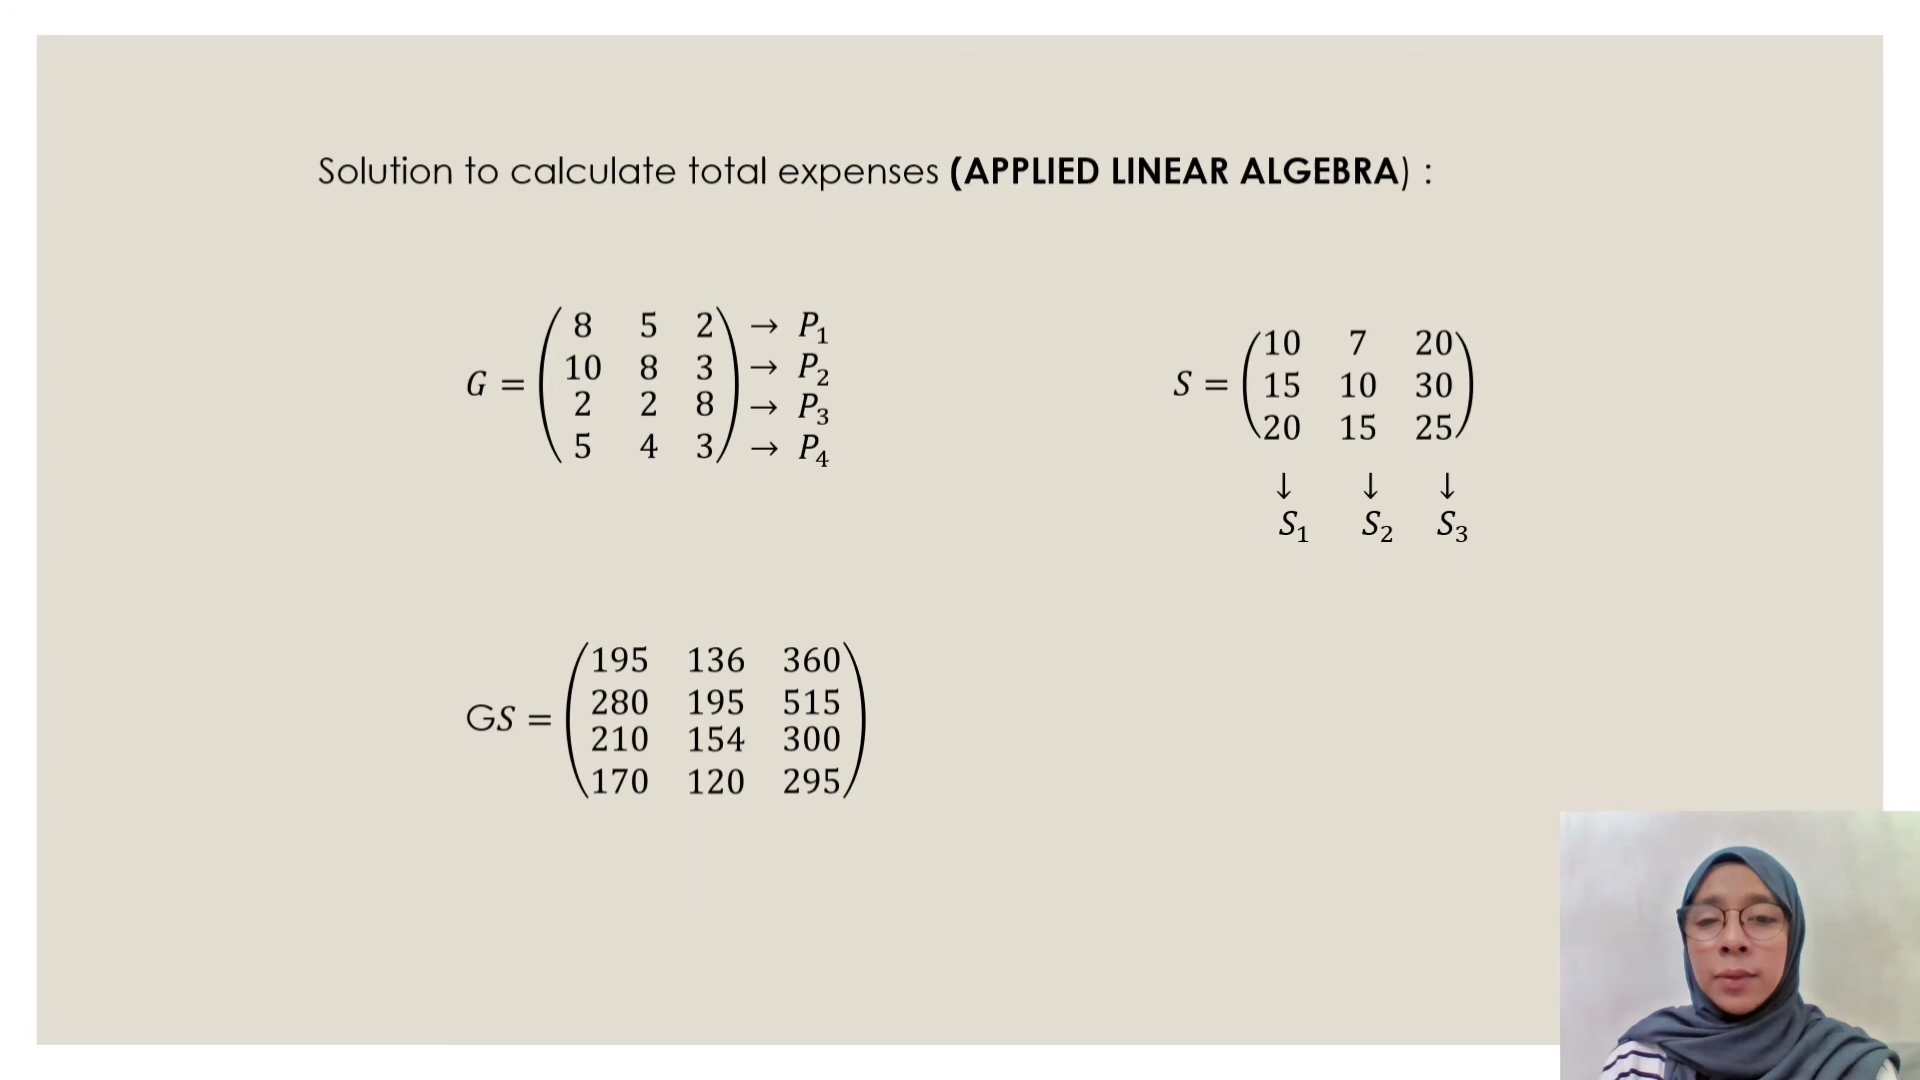 Solution to calculate total expenses (APPLIED LINEAR ALGEBRA) :
8 5 2 → P₁
10 8 3 → P₂
G =
2 2 8 → P₃
5 4 3 → P₄
10 7 20
S = 15 10 30
20 15 25
↓ ↓ ↓
S₁ S₂ S₃
195 136 360
280 195 515
GS =
210 154 300
170 120 295